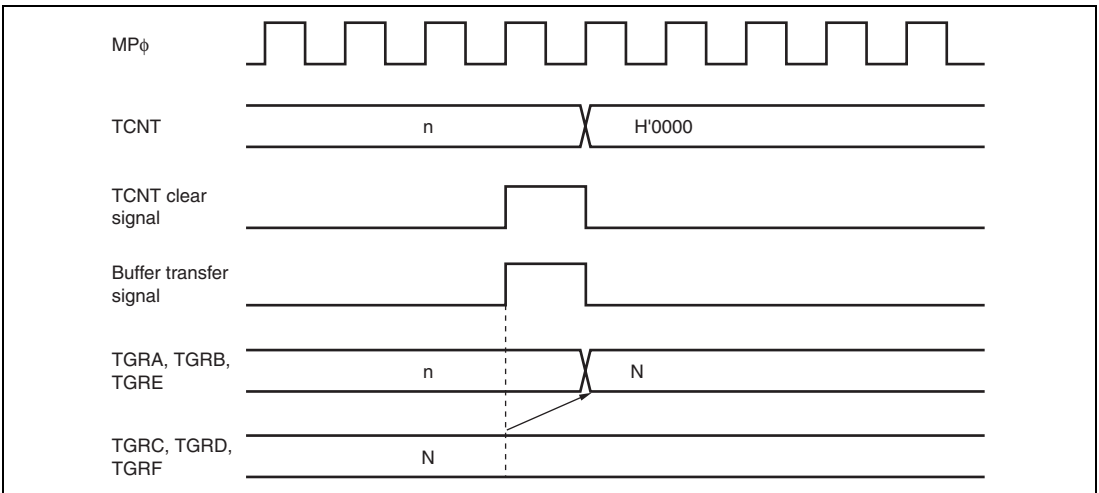 MPϕ
TCNT
n
H'0000
TCNT clear
signal
Buffer transfer
signal
TGRA, TGRB,
TGRE
n
N
TGRC, TGRD,
TGRF
N